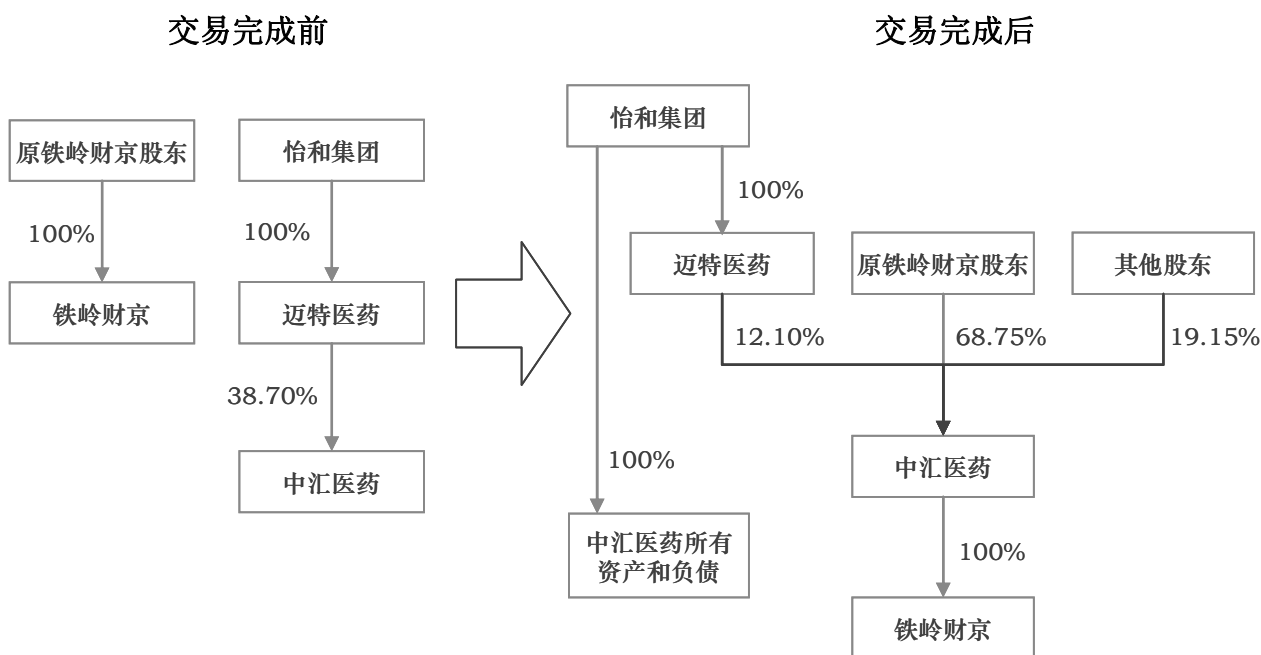 交易完成前
原铁岭财京股东
怡和集团
100%
100%
铁岭财京
迈特医药
38.70%
中汇医药
交易完成后
怡和集团
100%
迈特医药
原铁岭财京股东
其他股东
12.10%
68.75%
19.15%
中汇医药
100%
中汇医药所有
资产和负债
100%
铁岭财京